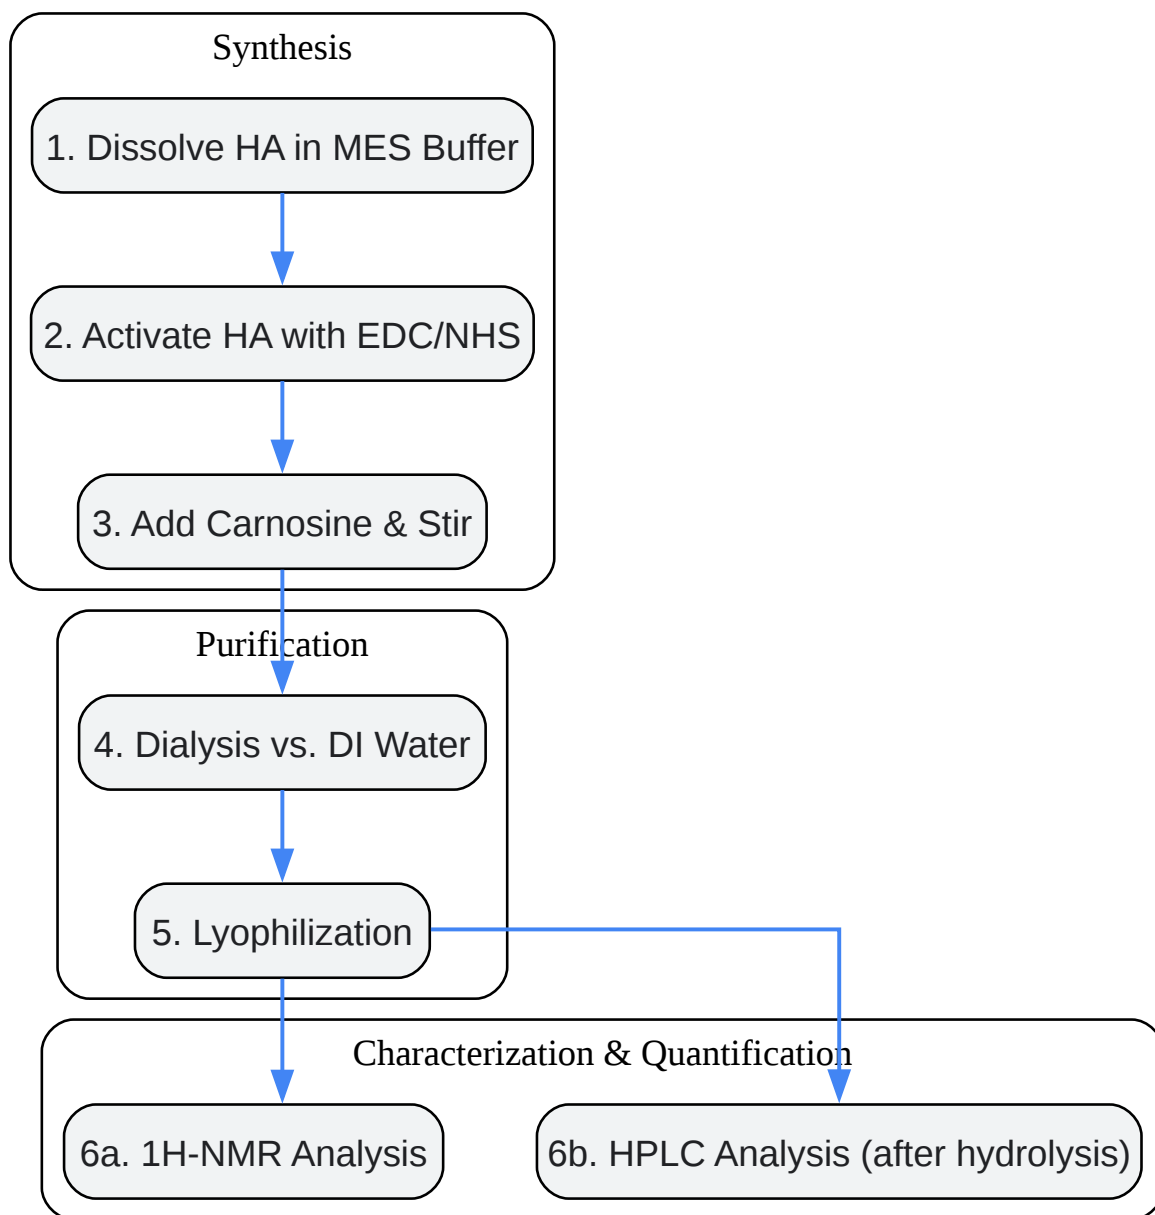 Synthesis
1. Dissolve HA in MES Buffer
2. Activate HA with EDC/NHS
3. Add Carnosine & Stir
Purification
4. Dialysis vs. DI Water
5. Lyophilization
Characterization & Quantification
6a. 1H-NMR Analysis
6b. HPLC Analysis (after hydrolysis)